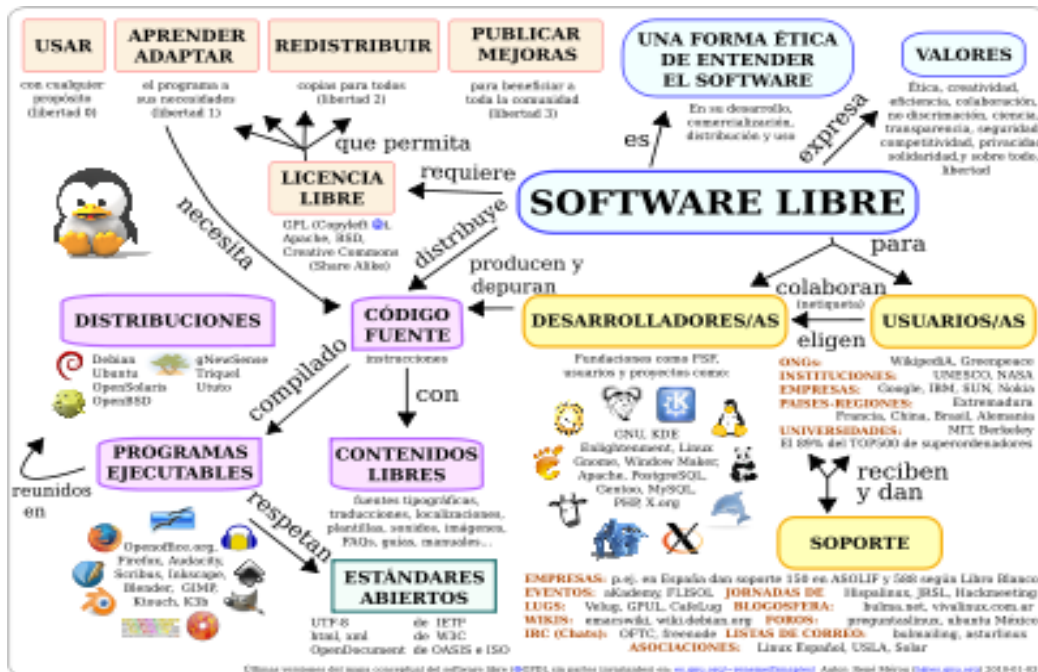 USAR
con cualquier
propósito
(libertad 0)
APRENDER
ADAPTAR
el programa a
sus necesidades
(libertad 1)
REDISTRIBUIR
copias para todas
(libertad 2)
PUBLICAR
MEJORAS
para beneficiar a
toda la comunidad
(libertad 3)
UNA FORMA ÉTICA
DE ENTENDER
EL SOFTWARE
En su desarrollo,
comercialización,
distribución y uso
VALORES
Ética, creatividad,
eficiencia, colaboración,
no discrimación, ciencia,
transparencia, seguridad
competitividad, privacidad
solidaridad,y sobre todo,
libertad
que permita
es
expresa
LICENCIA
LIBRE
requiere
GPL (Copyleft),
Apache, BSD,
Creative Commons
(Share Alike)
SOFTWARE LIBRE
necesita
distribuye
para
producen y
depuran
colaboran
(netiqueta)
eligen
DISTRIBUCIONES
Debian
Ubuntu
OpenSolaris
OpenBSD
gNewSense
Triquel
Ututo
CÓDIGO
FUENTE
instrucciones
DESARROLLADORES/AS
Fundaciones como FSF,
usuarios y proyectos como:
GNU, KDE
Enlightenment, Linux
Gnome, Window Maker,
Apache, PostgreSQL,
Gentoo, MySQL,
PHP, X.org
USUARIOS/AS
ONGs: WikipediA, Greenpeace
INSTITUCIONES: UNESCO, NASA
EMPRESAS: Google, IBM, SUN, Nokia
PAISES-REGIONES: Extremadura
Francia, China, Brasil, Alemania
UNIVERSIDADES: MIT, Berkeley
El 89% del TOP500 de superordenadores
compilado
con
PROGRAMAS
EJECUTABLES
reunidos
en
Openoffice.org,
Firefox, Audacity,
Scribus, Inkscape,
Blender, GIMP,
Ktouch, K3b
respetan
CONTENIDOS
LIBRES
fuentes tipográficas,
traducciones, localizaciones,
plantillas, sonidos, imágenes,
FAQs, guías, manuales...
ESTÁNDARES
ABIERTOS
UTF-8 de IETF
html, xml de W3C
OpenDocument de OASIS e ISO
reciben
y dan
SOPORTE
EMPRESAS: p.ej. en España dan soporte 150 en ASOLIF y 588 según Libro Blanco
EVENTOS: aKademy, FLISOL JORNADAS DE Hispalinux, JRSL, Hackmeeting
LUGS: Velug, GPUL, CafeLug BLOGOSFERA: bulma.net, vivalinux.com.ar
WIKIS: emacswiki, wiki.debian.org FOROS: preguntaslinux, ubuntu México
IRC (Chats): OFTC, freenode LISTAS DE CORREO: bulmailing, asturlinux
ASOCIACIONES: Linux Español, USLA, Solar